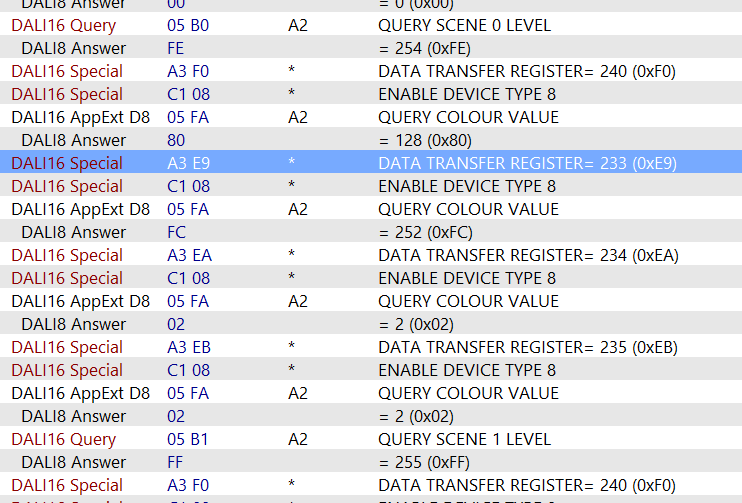 DALI8 Answer 00 = 0 (0x00)
DALI16 Query 05 B0 A2 QUERY SCENE 0 LEVEL
DALI8 Answer FE = 254 (0xFE)
DALI16 Special A3 F0 * DATA TRANSFER REGISTER= 240 (0xF0)
DALI16 Special C1 08 * ENABLE DEVICE TYPE 8
DALI16 AppExt D8 05 FA A2 QUERY COLOUR VALUE
DALI8 Answer 80 = 128 (0x80)
DALI16 Special A3 E9 * DATA TRANSFER REGISTER= 233 (0xE9)
DALI16 Special C1 08 * ENABLE DEVICE TYPE 8
DALI16 AppExt D8 05 FA A2 QUERY COLOUR VALUE
DALI8 Answer FC = 252 (0xFC)
DALI16 Special A3 EA * DATA TRANSFER REGISTER= 234 (0xEA)
DALI16 Special C1 08 * ENABLE DEVICE TYPE 8
DALI16 AppExt D8 05 FA A2 QUERY COLOUR VALUE
DALI8 Answer 02 = 2 (0x02)
DALI16 Special A3 EB * DATA TRANSFER REGISTER= 235 (0xEB)
DALI16 Special C1 08 * ENABLE DEVICE TYPE 8
DALI16 AppExt D8 05 FA A2 QUERY COLOUR VALUE
DALI8 Answer 02 = 2 (0x02)
DALI16 Query 05 B1 A2 QUERY SCENE 1 LEVEL
DALI8 Answer FF = 255 (0xFF)
DALI16 Special A3 F0 * DATA TRANSFER REGISTER= 240 (0xF0)